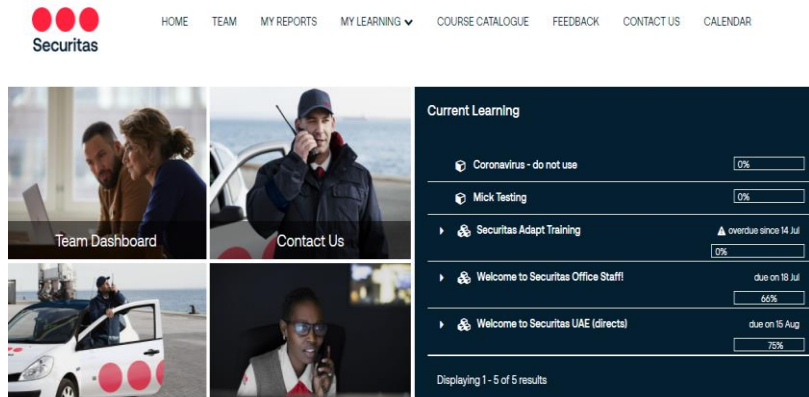 Securitas
HOME TEAM MY REPORTS MY LEARNING COURSE CATALOGUE FEEDBACK CONTACT US CALENDAR
Team Dashboard
Contact Us
Current Learning
Coronavirus - do not use 0%
Mick Testing 0%
Securitas Adapt Training overdue since 14 Jul
0%
Welcome to Securitas Office Staff! due on 18 Jul
66%
Welcome to Securitas UAE (directs) due on 15 Aug
75%
Displaying 1 - 5 of 5 results